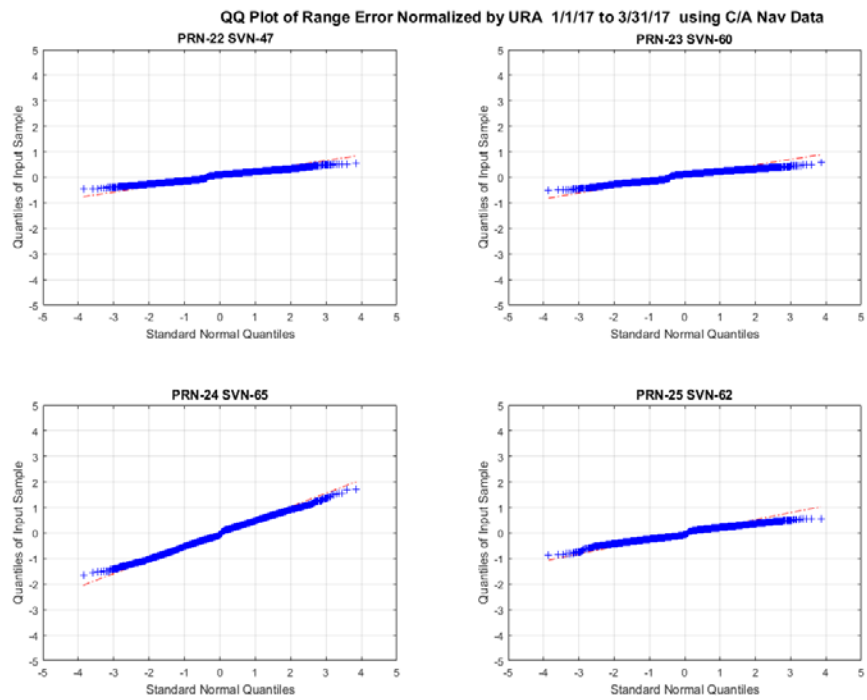 QQ Plot of Range Error Normalized by URA 1/1/17 to 3/31/17 using C/A Nav Data
PRN-22 SVN-47
5
4
3
2
1
0
-1
-2
-3
-4
-5
Quantiles of Input Sample
-5 -4 -3 -2 -1 0 1 2 3 4 5
Standard Normal Quantiles
PRN-23 SVN-60
5
4
3
2
1
0
-1
-2
-3
-4
-5
Quantiles of Input Sample
-5 -4 -3 -2 -1 0 1 2 3 4 5
Standard Normal Quantiles
PRN-24 SVN-65
5
4
3
2
1
0
-1
-2
-3
-4
-5
Quantiles of Input Sample
-5 -4 -3 -2 -1 0 1 2 3 4 5
Standard Normal Quantiles
PRN-25 SVN-62
5
4
3
2
1
0
-1
-2
-3
-4
-5
Quantiles of Input Sample
-5 -4 -3 -2 -1 0 1 2 3 4 5
Standard Normal Quantiles